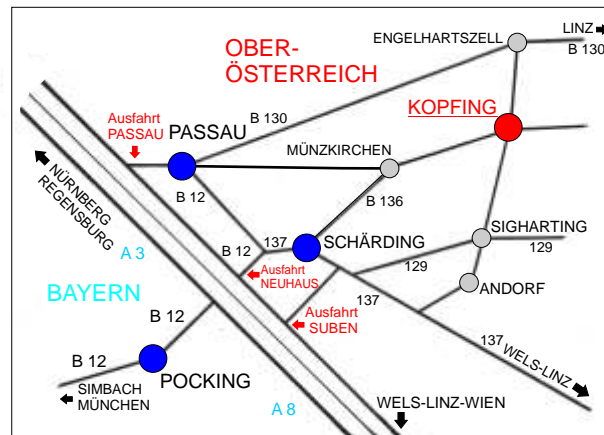 LINZ
B 130
ENGELHARTSZELL
OBER-
ÖSTERREICH
KOPFING
Ausfahrt
PASSAU
PASSAU
B 130
MÜNZKIRCHEN
NÜRNBERG
REGENSBURG
B 12
B 136
A 3
B 12
137
SCHÄRDING
SIGHARTING
129
129
Ausfahrt
NEUHAUS
ANDORF
BAYERN
B 12
Ausfahrt
SUBEN
137
137
WELS-LINZ
B 12
POCKING
SIMBACH
MÜNCHEN
A 8
WELS-LINZ-WIEN